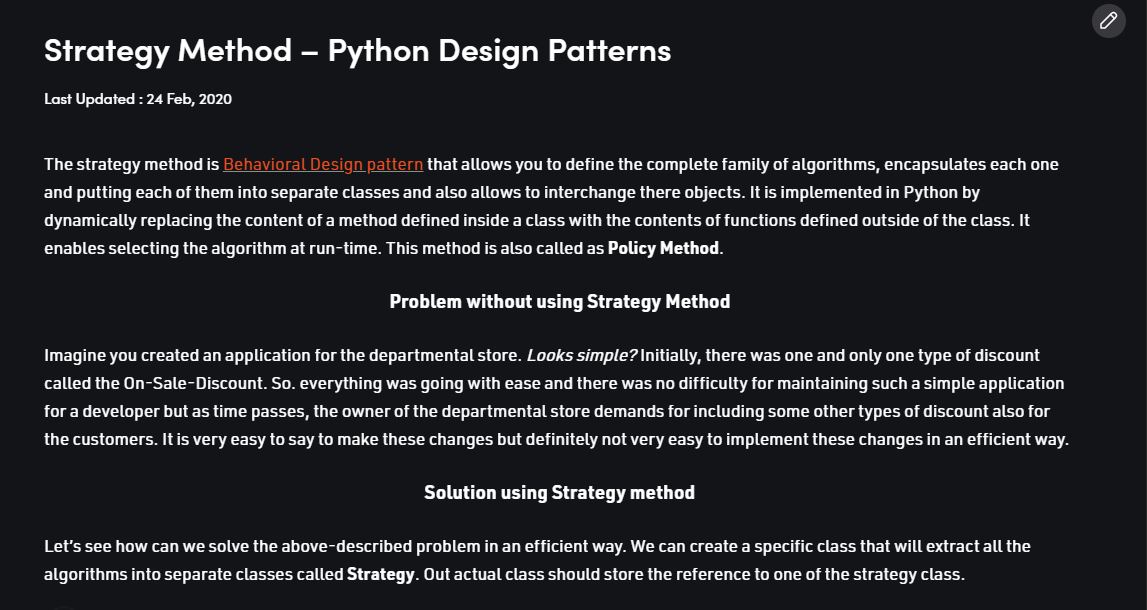 Strategy Method – Python Design Patterns
Last Updated : 24 Feb, 2020
The strategy method is Behavioral Design pattern that allows you to define the complete family of algorithms, encapsulates each one
and putting each of them into separate classes and also allows to interchange there objects. It is implemented in Python by
dynamically replacing the content of a method defined inside a class with the contents of functions defined outside of the class. It
enables selecting the algorithm at run-time. This method is also called as Policy Method.
Problem without using Strategy Method
Imagine you created an application for the departmental store. Looks simple? Initially, there was one and only one type of discount
called the On-Sale-Discount. So. everything was going with ease and there was no difficulty for maintaining such a simple application
for a developer but as time passes, the owner of the departmental store demands for including some other types of discount also for
the customers. It is very easy to say to make these changes but definitely not very easy to implement these changes in an efficient way.
Solution using Strategy method
Let’s see how can we solve the above-described problem in an efficient way. We can create a specific class that will extract all the
algorithms into separate classes called Strategy. Out actual class should store the reference to one of the strategy class.